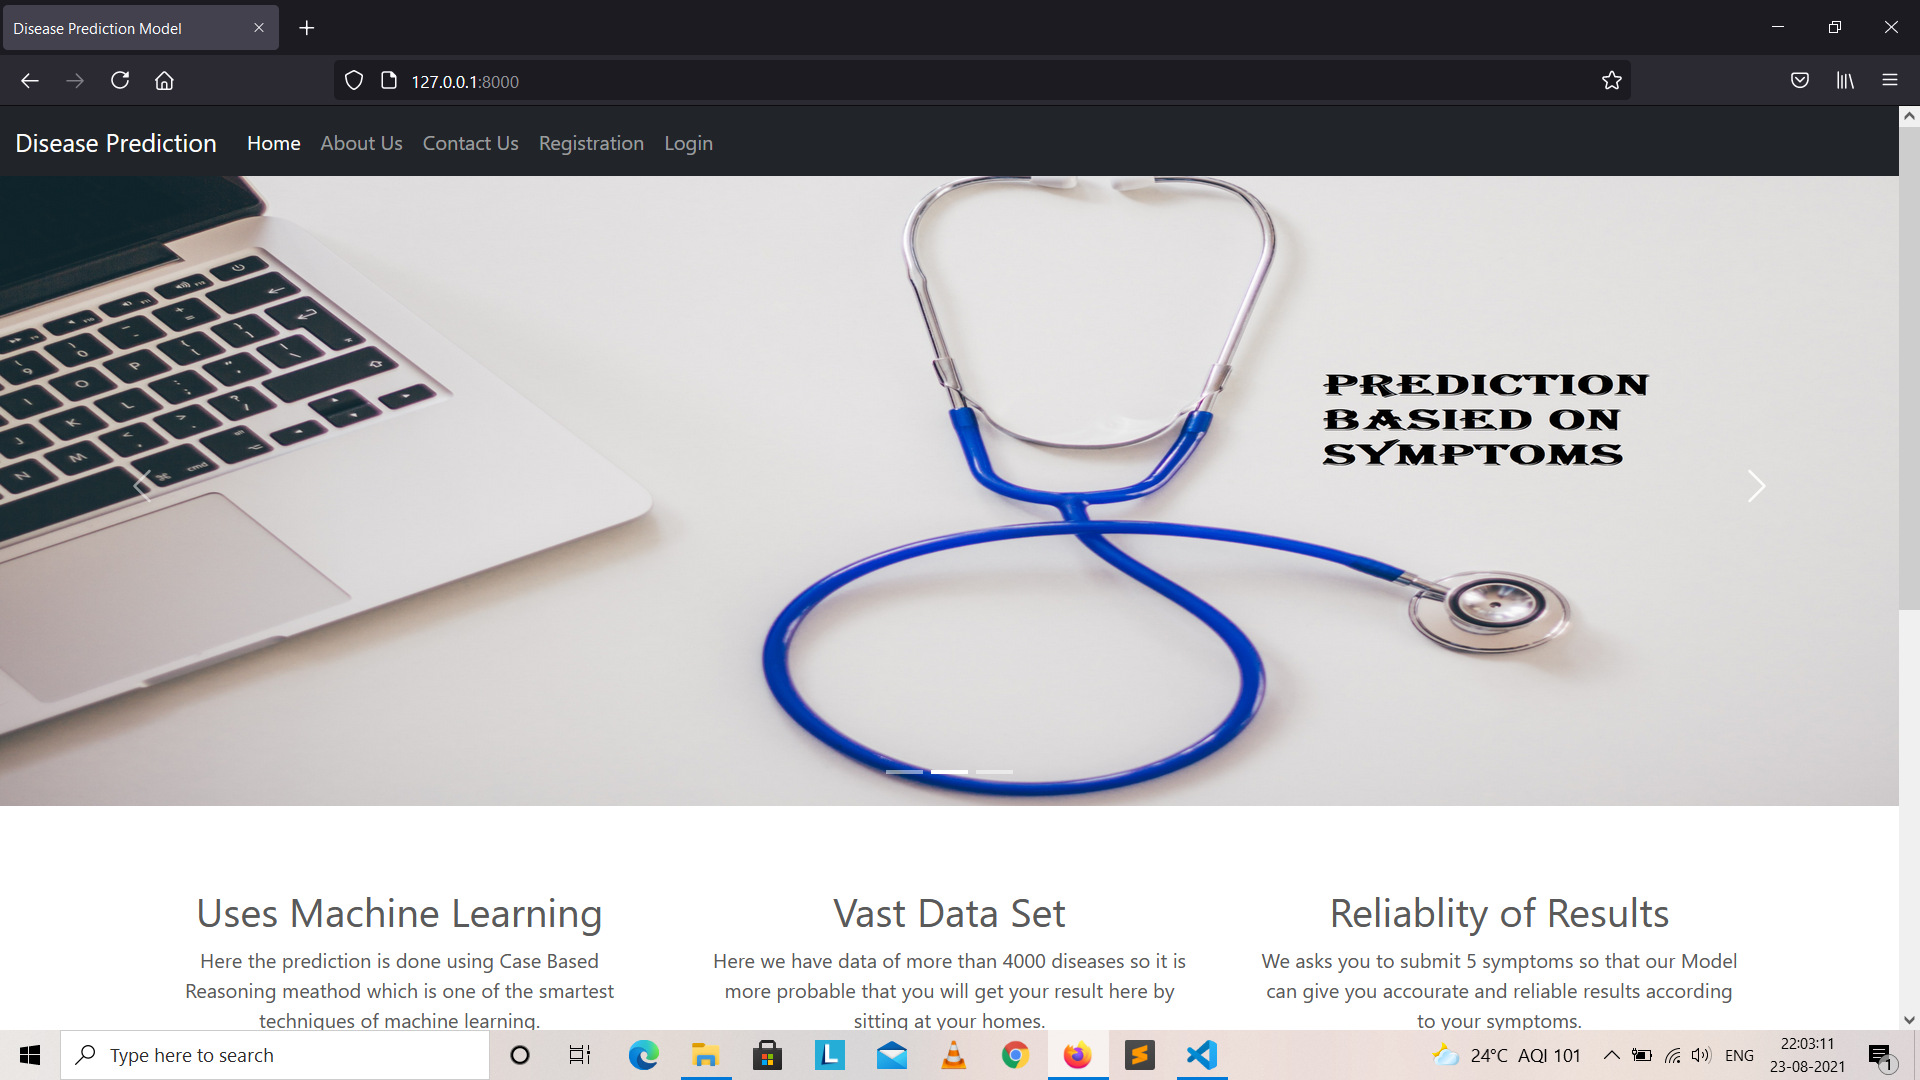 Disease Prediction Model
127.0.0.1:8000
Disease Prediction Home About Us Contact Us Registration Login
PREDICTION
BASIED ON
SYMPTOMS
Uses Machine Learning
Here the prediction is done using Case Based
Reasoning meathod which is one of the smartest
techniques of machine learning.
Vast Data Set
Here we have data of more than 4000 diseases so it is
more probable that you will get your result here by
sitting at your homes.
Reliablity of Results
We asks you to submit 5 symptoms so that our Model
can give you accourate and reliable results according
to your symptoms.
Type here to search
24°C AQI 101
ENG
22:03:11
23-08-2021
1